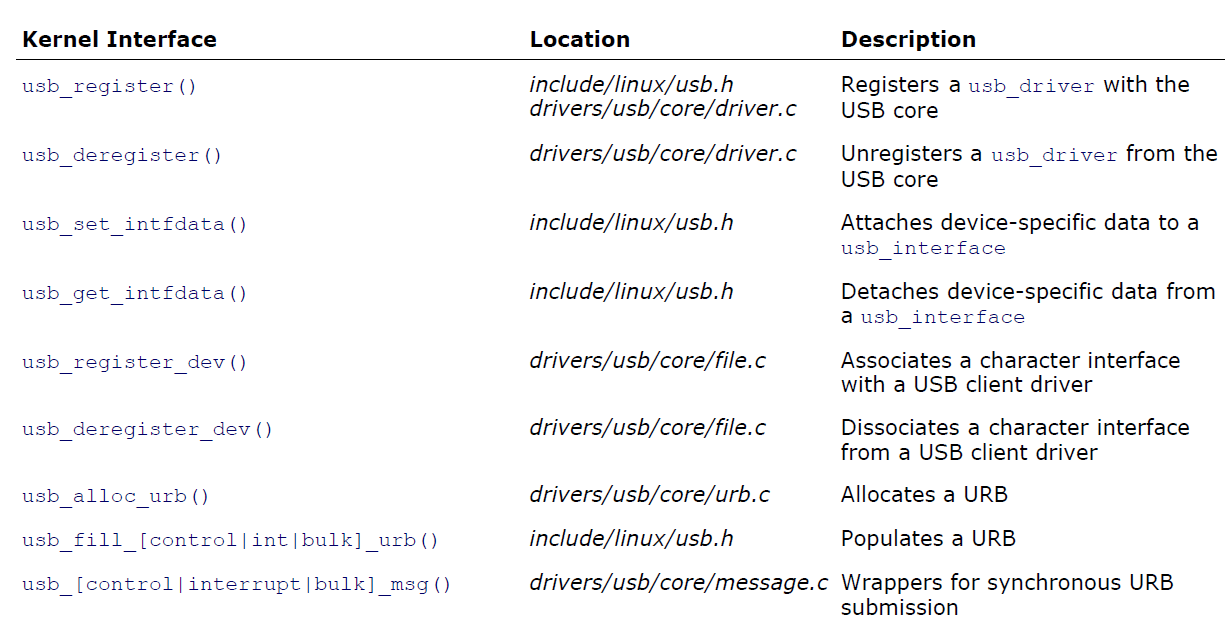 Kernel Interface Location Description
usb_register() include/linux/usb.h Registers a usb_driver with the
drivers/usb/core/driver.c USB core
usb_deregister() drivers/usb/core/driver.c Unregisters a usb_driver from the
USB core
usb_set_intfdata() include/linux/usb.h Attaches device-specific data to a
usb_interface
usb_get_intfdata() include/linux/usb.h Detaches device-specific data from
a usb_interface
usb_register_dev() drivers/usb/core/file.c Associates a character interface
with a USB client driver
usb_deregister_dev() drivers/usb/core/file.c Dissociates a character interface
from a USB client driver
usb_alloc_urb() drivers/usb/core/urb.c Allocates a URB
usb_fill_[control|int|bulk]_urb() include/linux/usb.h Populates a URB
usb_[control|interrupt|bulk]_msg() drivers/usb/core/message.c Wrappers for synchronous URB
submission